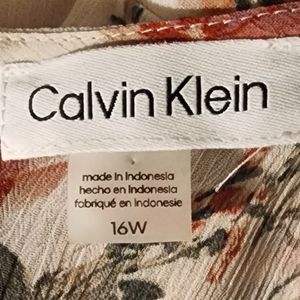 Calvin Klein
made in Indonesia
hecho en Indonesia
fabriqué en Indonesie
16W